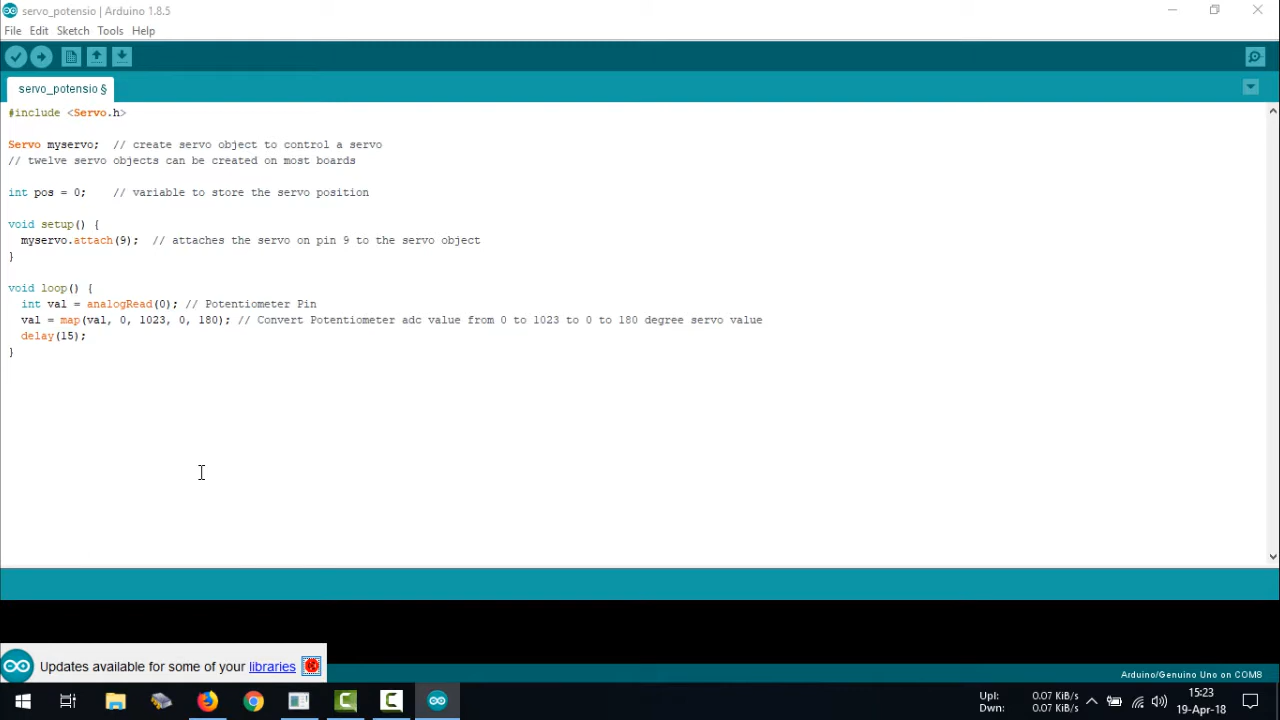 servo_potensio | Arduino 1.8.5
File Edit Sketch Tools Help
servo_potensio §
#include <Servo.h>
Servo myservo;  // create servo object to control a servo
// twelve servo objects can be created on most boards
int pos = 0;    // variable to store the servo position
void setup() {
  myservo.attach(9);  // attaches the servo on pin 9 to the servo object
}
void loop() {
  int val = analogRead(0); // Potentiometer Pin
  val = map(val, 0, 1023, 0, 180); // Convert Potentiometer adc value from 0 to 1023 to 0 to 180 degree servo value
  delay(15);
}
Updates available for some of your libraries
Arduino/Genuino Uno on COM8
Upl: 0.07 KiB/s
Dwn: 0.07 KiB/s
15:23
19-Apr-18